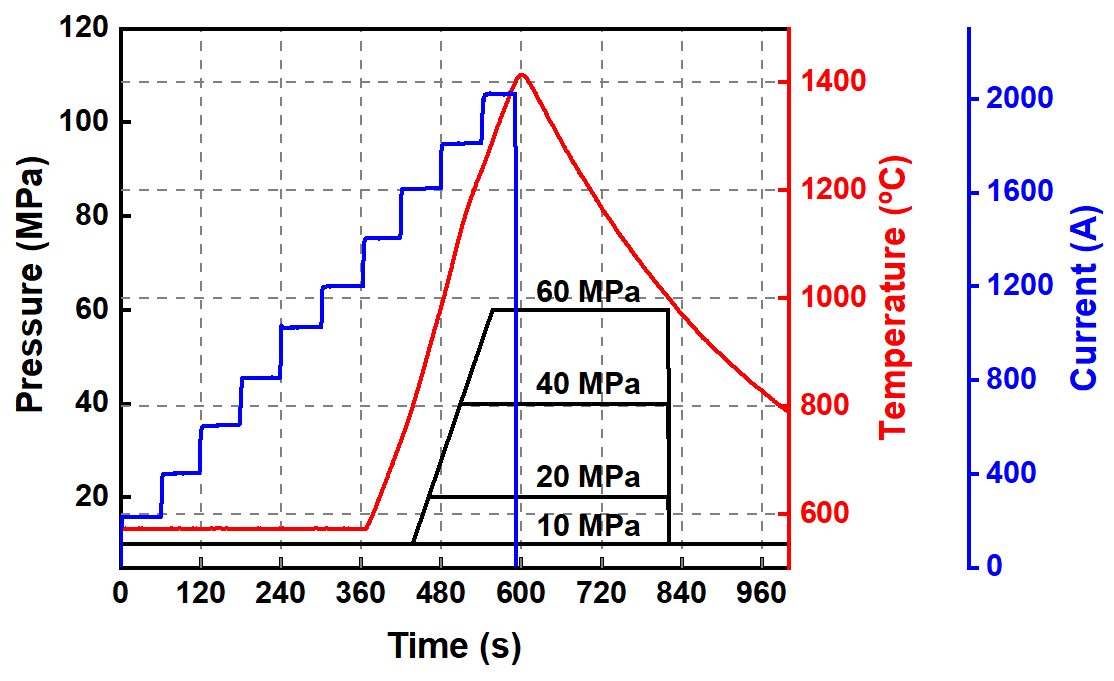 120
100
80
60
40
20
Pressure (MPa)
0 120 240 360 480 600 720 840 960
Time (s)
60 MPa
40 MPa
20 MPa
10 MPa
1400
1200
1000
800
600
Temperature (ºC)
2000
1600
1200
800
400
0
Current (A)